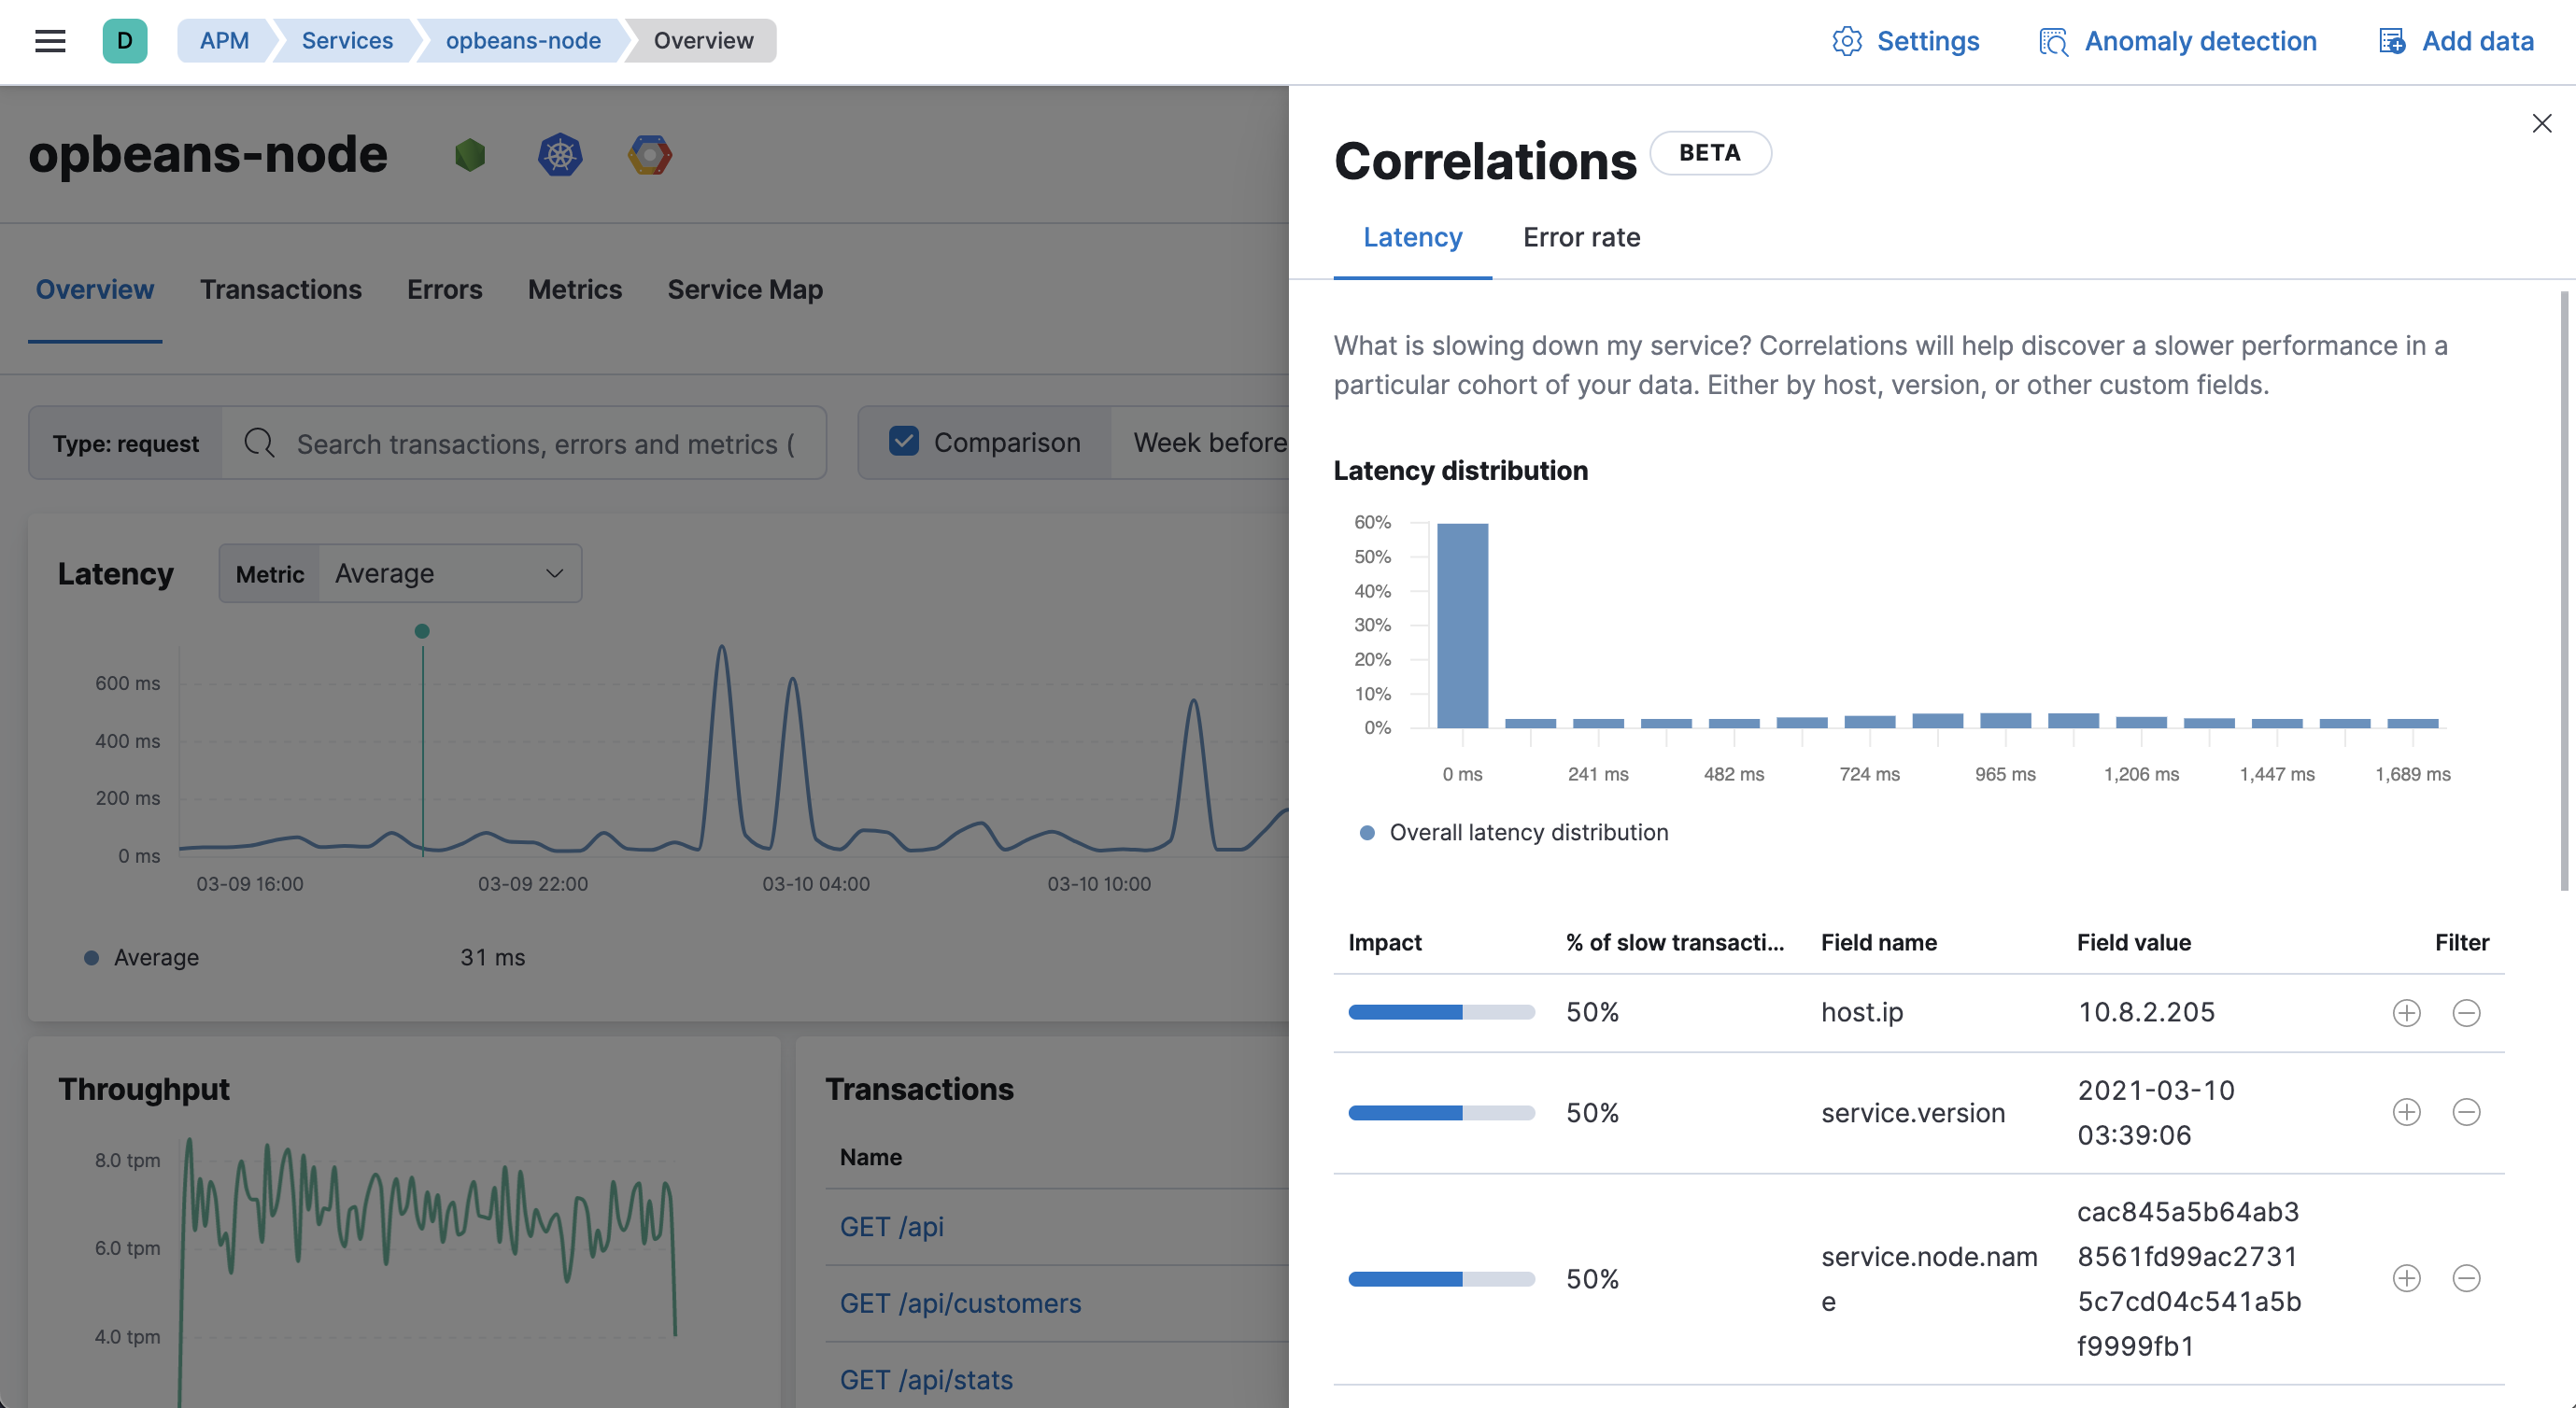 D
APM
Services
opbeans-node
Overview
Settings
Anomaly detection
Add data
opbeans-node
Overview
Transactions
Errors
Metrics
Service Map
Type: request
Search transactions, errors and metrics (
Comparison
Week before
Latency
Metric
Average
600 ms
400 ms
200 ms
0 ms
03-09 16:00
03-09 22:00
03-10 04:00
03-10 10:00
Average
31 ms
Throughput
8.0 tpm
6.0 tpm
4.0 tpm
Transactions
Name
GET /api
GET /api/customers
GET /api/stats
Correlations
BETA
Latency
Error rate
What is slowing down my service? Correlations will help discover a slower performance in a
particular cohort of your data. Either by host, version, or other custom fields.
Latency distribution
60%
50%
40%
30%
20%
10%
0%
0 ms
241 ms
482 ms
724 ms
965 ms
1,206 ms
1,447 ms
1,689 ms
Overall latency distribution
Impact
% of slow transacti...
Field name
Field value
Filter
50%
host.ip
10.8.2.205
50%
service.version
2021-03-10
03:39:06
50%
service.node.nam
e
cac845a5b64ab3
8561fd99ac2731
5c7cd04c541a5b
f9999fb1